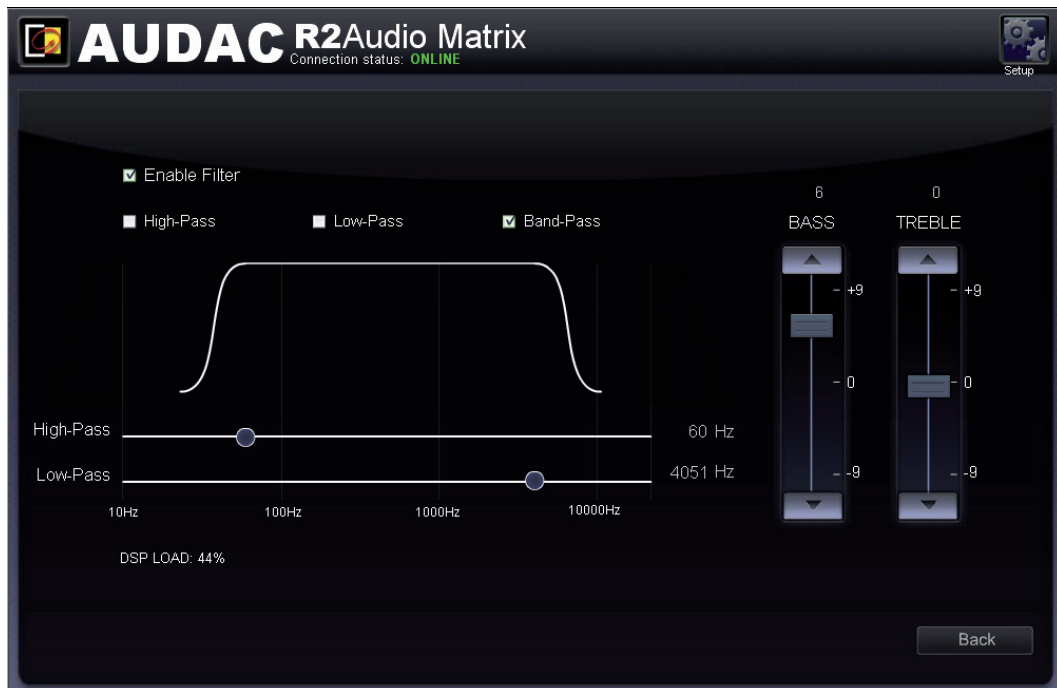 AUDAC R2Audio Matrix
Connection status: ONLINE
Setup
Enable Filter
High-Pass Low-Pass Band-Pass
6 0
BASS TREBLE
+9 +9
0 0
-9 -9
High-Pass 60 Hz
Low-Pass 4051 Hz
10Hz 100Hz 1000Hz 10000Hz
DSP LOAD: 44%
Back